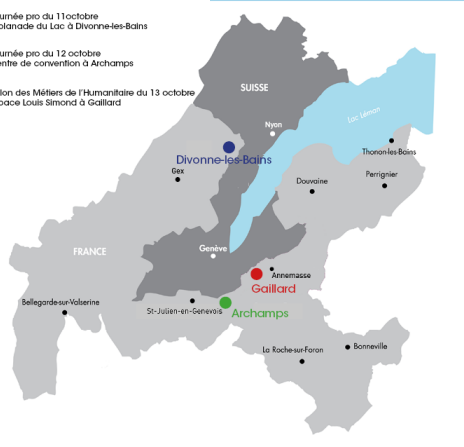 ournée pro du 11octobre
planade du Lac à Divonne-les-Bains
ournée pro du 12 octobre
entre de convention à Archamps
lon des Métiers de l'Humanitaire du 13 octobre
pace Louis Simond à Gaillard
SUISSE
Nyon
Lac Léman
Divonne-les-Bains
Gex
Thonon-les-Bains
Perrignier
Douvaine
Genève
FRANCE
Annemasse
Gaillard
Bellegarde-sur-Valserine
St-Julien-en-Genevois
Archamps
La Roche-sur-Foron
Bonneville